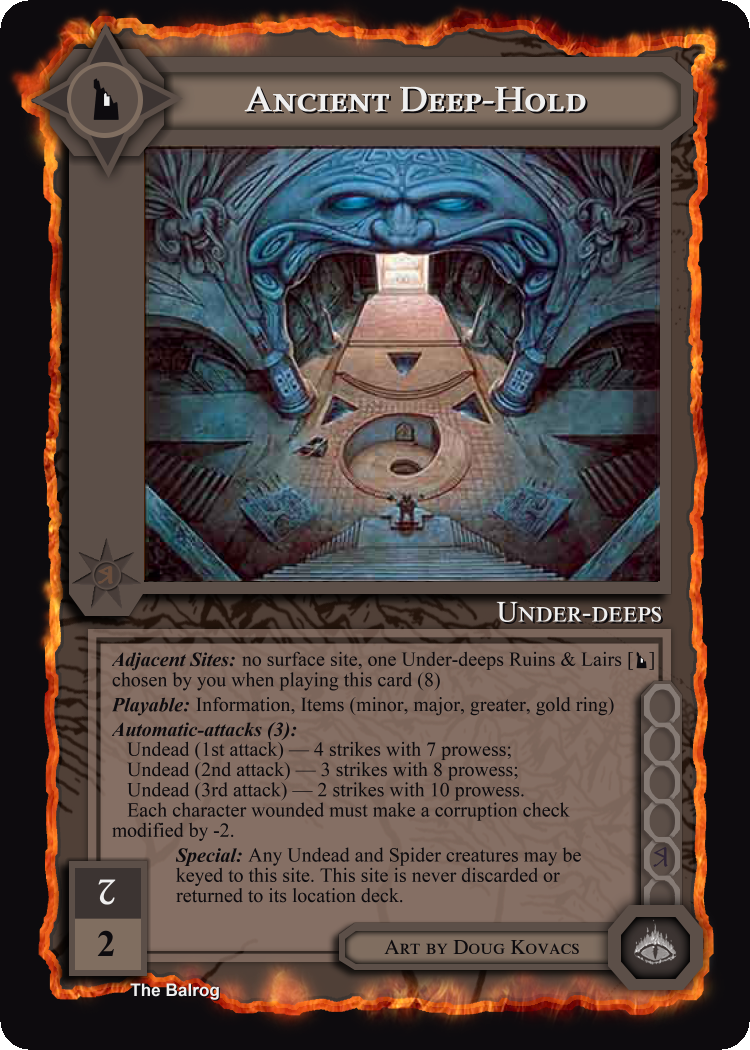 Ancient Deep-Hold
Under-deeps
Adjacent Sites: no surface site, one Under-deeps Ruins & Lairs [ ]
chosen by you when playing this card (8)
Playable: Information, Items (minor, major, greater, gold ring)
Automatic-attacks (3):
Undead (1st attack) — 4 strikes with 7 prowess;
Undead (2nd attack) — 3 strikes with 8 prowess;
Undead (3rd attack) — 2 strikes with 10 prowess.
Each character wounded must make a corruption check
modified by -2.
Special: Any Undead and Spider creatures may be
keyed to this site. This site is never discarded or
returned to its location deck.
2
Art by Doug Kovacs
The Balrog